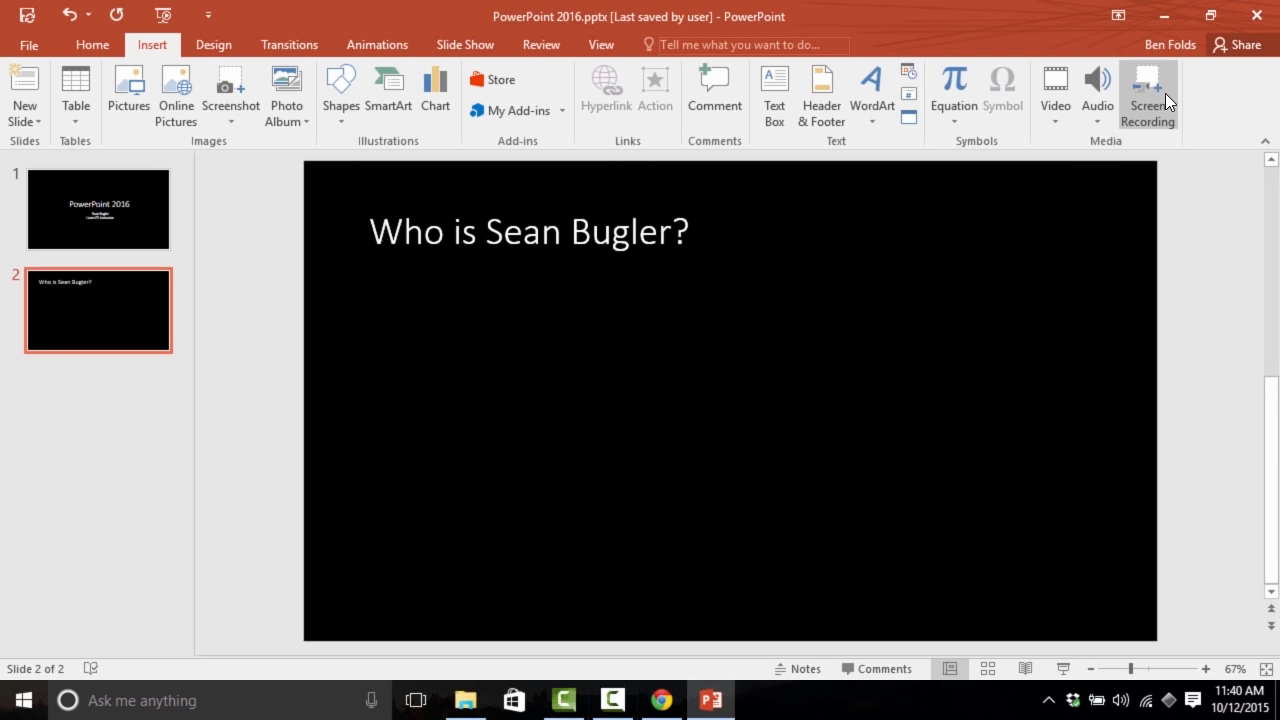 PowerPoint 2016.pptx [Last saved by user] - PowerPoint
File Home Insert Design Transitions Animations Slide Show Review View Tell me what you want to do... Ben Folds Share
New Slide
Table
Pictures
Online Pictures
Screenshot
Photo Album
Shapes
SmartArt
Chart
Store
My Add-ins
Hyperlink
Action
Comment
Text Box
Header & Footer
WordArt
Equation
Symbol
Video
Audio
Screen Recording
Slides Tables Images Illustrations Add-ins Links Comments Text Symbols Media
1
PowerPoint 2016
Sean Bugler
2
Who is Sean Bugler?
Who is Sean Bugler?
Slide 2 of 2 Notes Comments 67%
Ask me anything
11:40 AM
10/12/2015